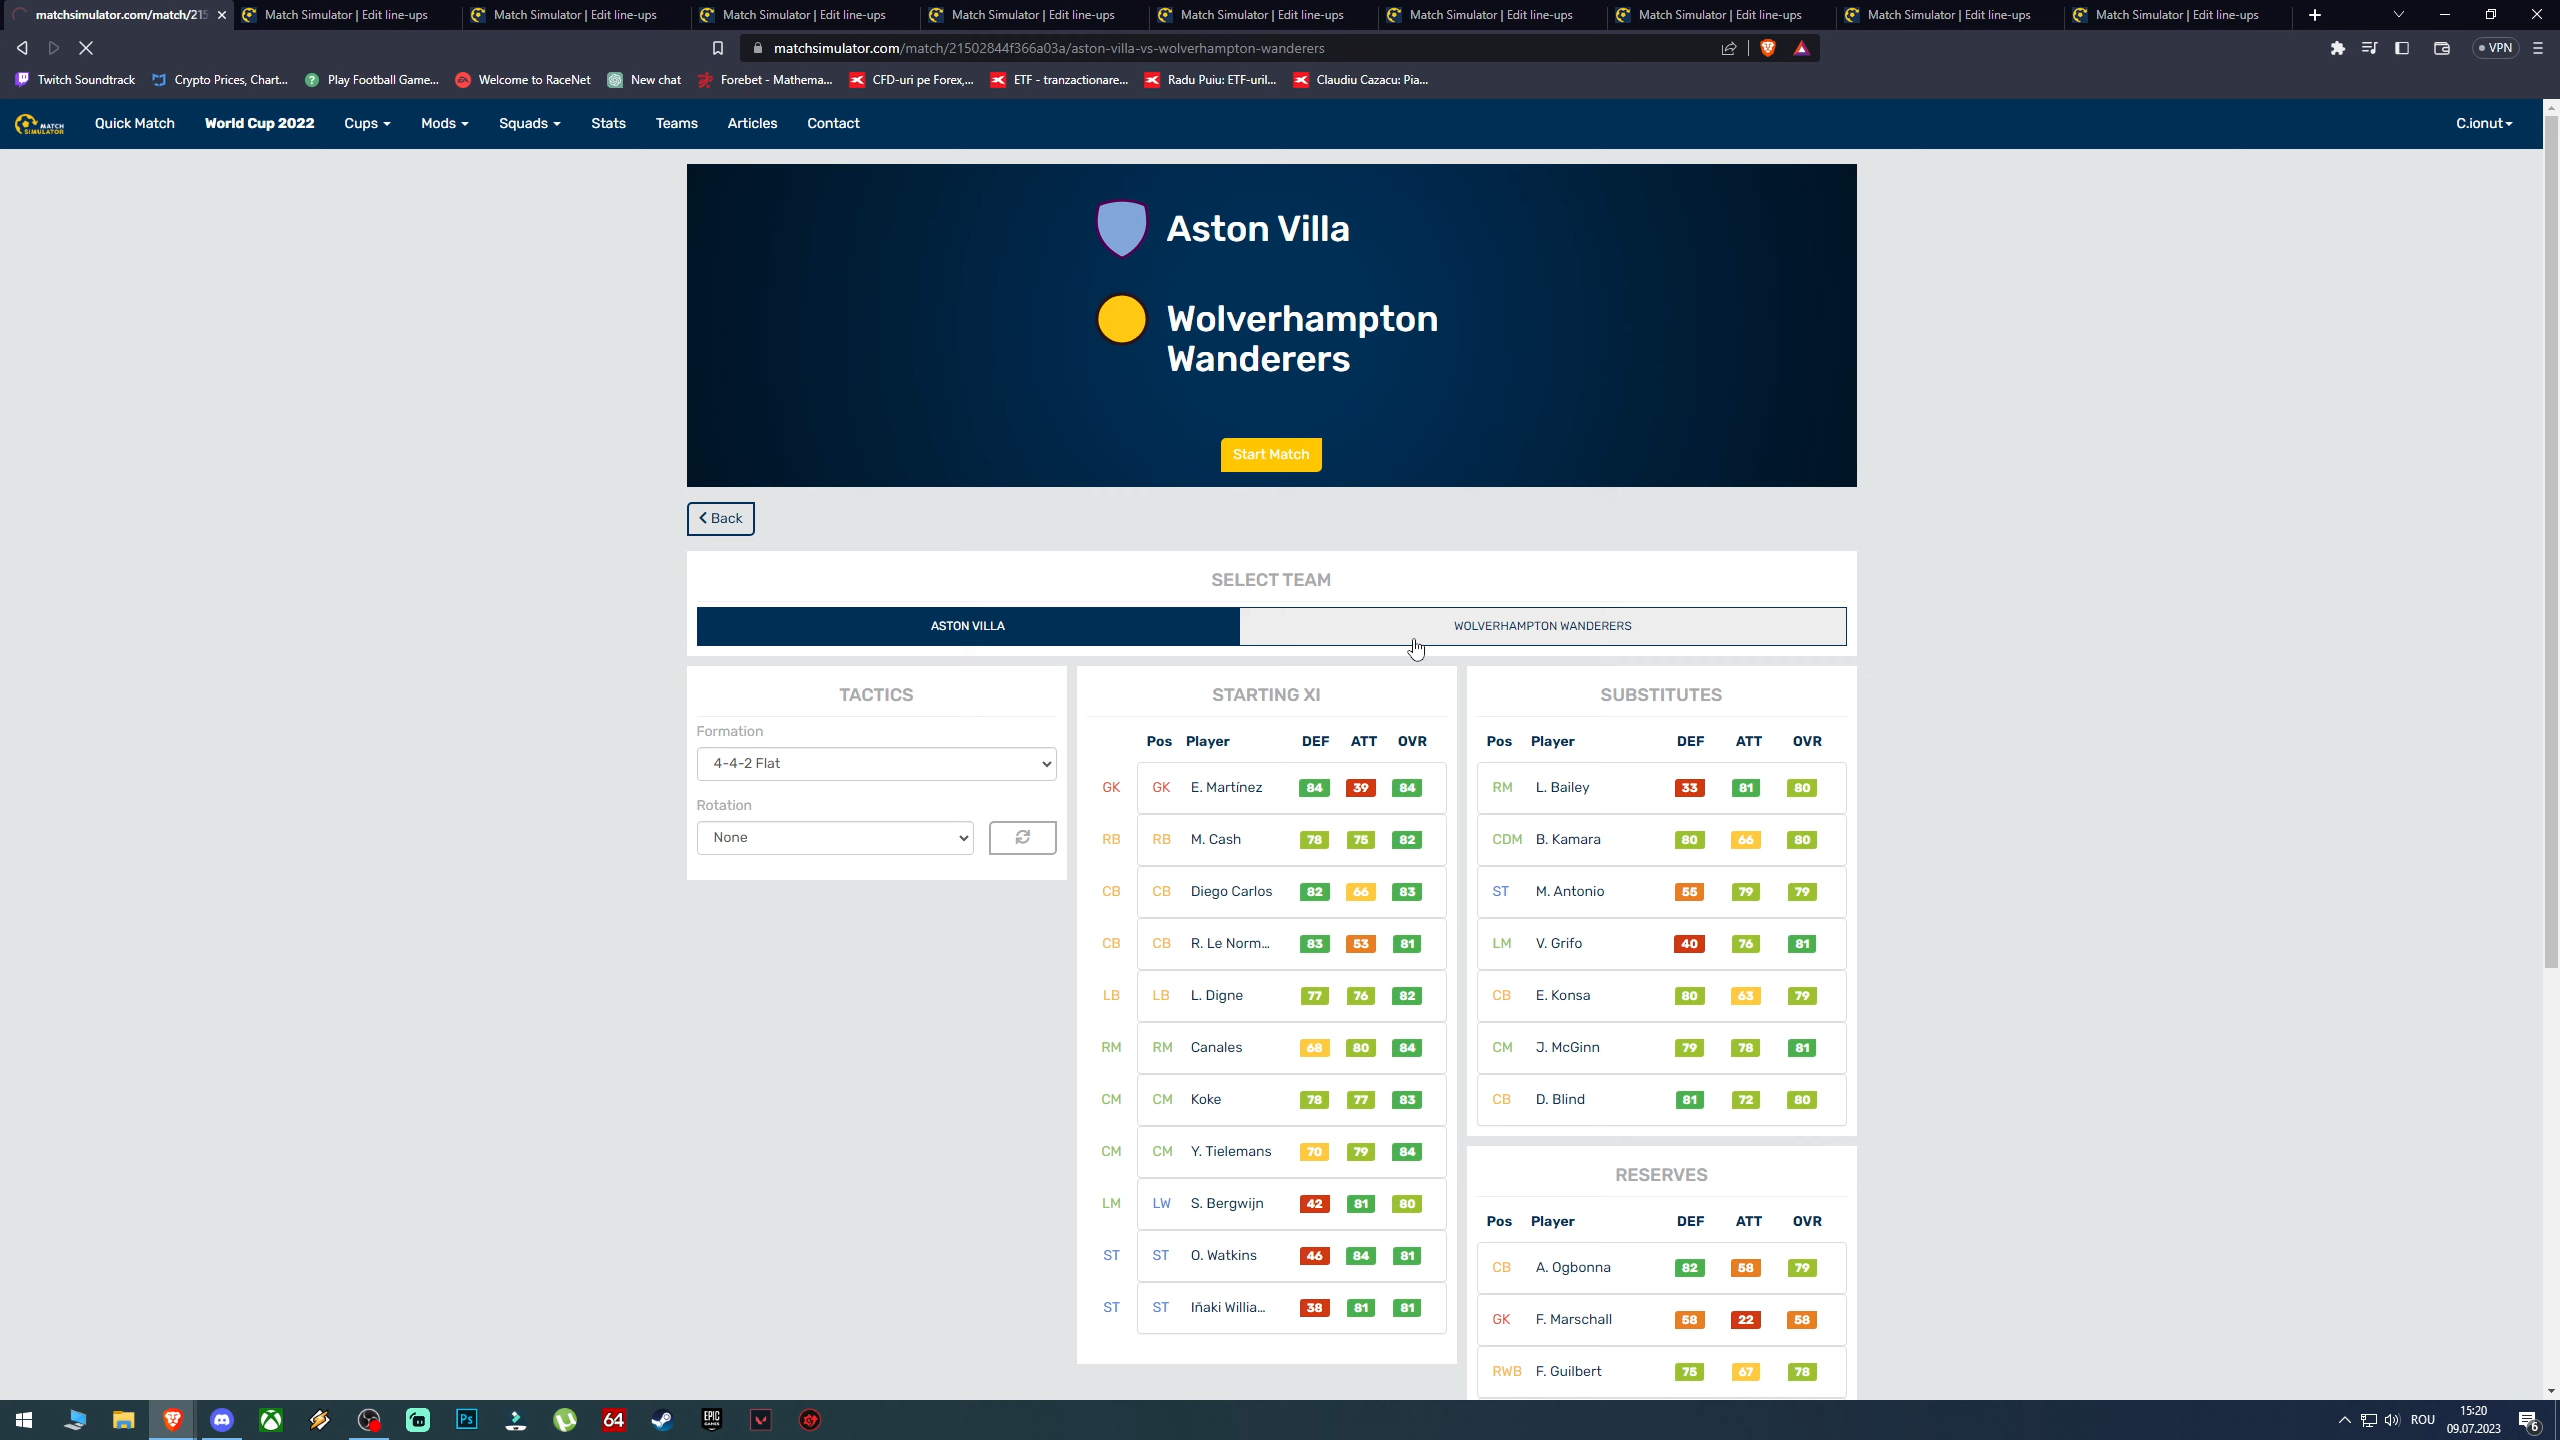 matchsimulator.com/match/215
Match Simulator | Edit line-ups
Match Simulator | Edit line-ups
Match Simulator | Edit line-ups
Match Simulator | Edit line-ups
Match Simulator | Edit line-ups
Match Simulator | Edit line-ups
Match Simulator | Edit line-ups
Match Simulator | Edit line-ups
Match Simulator | Edit line-ups
matchsimulator.com/match/21502844f366a03a/aston-villa-vs-wolverhampton-wanderers
VPN
Twitch Soundtrack
Crypto Prices, Chart...
Play Football Game...
Welcome to RaceNet
New chat
Forebet - Mathema...
CFD-uri pe Forex,...
ETF - tranzactionare...
Radu Puiu: ETF-uril...
Claudiu Cazacu: Pia...
MATCH SIMULATOR
Quick Match
World Cup 2022
Cups
Mods
Squads
Stats
Teams
Articles
Contact
C.ionut
Aston Villa
Wolverhampton
Wanderers
Start Match
Back
SELECT TEAM
ASTON VILLA
WOLVERHAMPTON WANDERERS
TACTICS
Formation
4-4-2 Flat
Rotation
None
STARTING XI
Pos Player DEF ATT OVR
GK GK E. Martínez 84 39 84
RB RB M. Cash 78 75 82
CB CB Diego Carlos 82 66 83
CB CB R. Le Norm... 83 53 81
LB LB L. Digne 77 76 82
RM RM Canales 68 80 84
CM CM Koke 78 77 83
CM CM Y. Tielemans 70 79 84
LM LW S. Bergwijn 42 81 80
ST ST O. Watkins 46 84 81
ST ST Iñaki Willia... 38 81 81
SUBSTITUTES
Pos Player DEF ATT OVR
RM L. Bailey 33 81 80
CDM B. Kamara 80 66 80
ST M. Antonio 55 79 79
LM V. Grifo 40 76 81
CB E. Konsa 80 63 79
CM J. McGinn 79 78 81
CB D. Blind 81 72 80
RESERVES
Pos Player DEF ATT OVR
CB A. Ogbonna 82 58 79
GK F. Marschall 58 22 58
RWB F. Guilbert 75 67 78
Ps
64
EPIC GAMES
ROU
15:20
09.07.2023
6